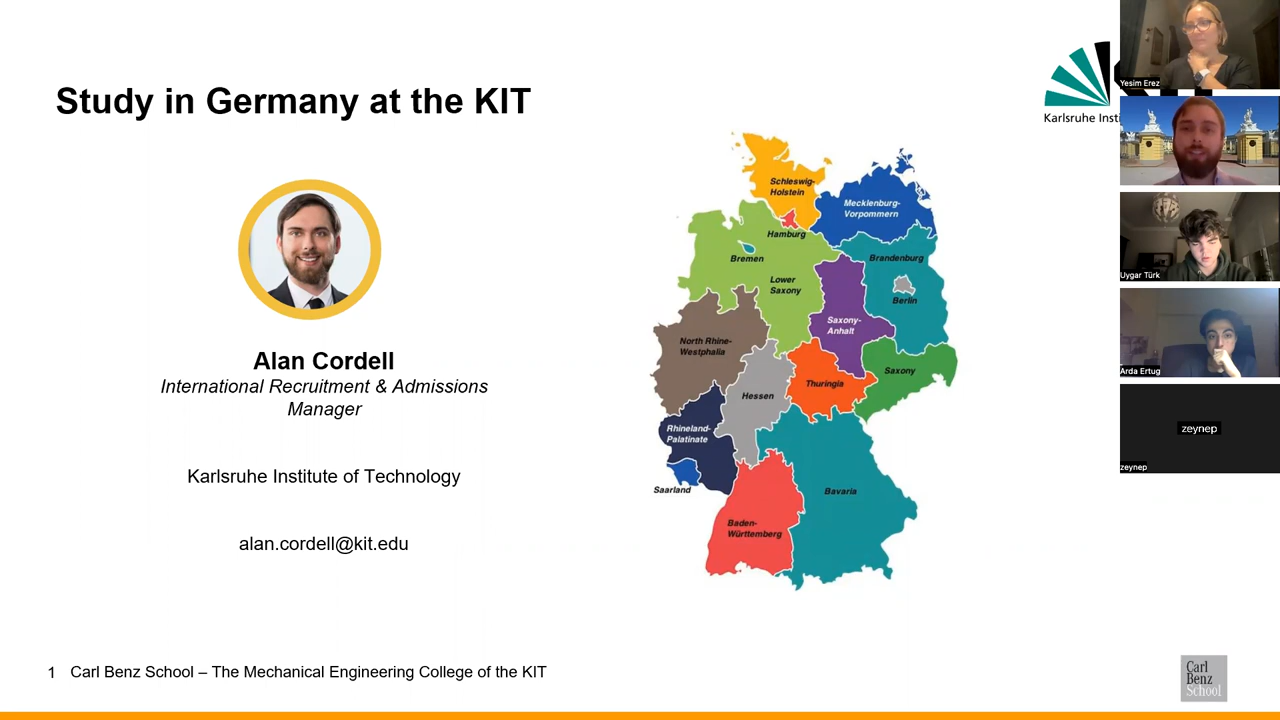 Study in Germany at the KIT
Karlsruhe Insti
Schleswig-
Holstein
Mecklenburg-
Vorpommern
Hamburg
Bremen
Brandenburg
Lower
Saxony
Berlin
Saxony-
Anhalt
North Rhine-
Westphalia
Hessen
Thuringia
Saxony
Rhineland-
Palatinate
Saarland
Bavaria
Baden-
Württemberg
Alan Cordell
International Recruitment & Admissions
Manager
Karlsruhe Institute of Technology
alan.cordell@kit.edu
1 Carl Benz School – The Mechanical Engineering College of the KIT
Carl
Benz
School
Yesim Erez
Uygar Türk
Arda Ertug
zeynep
zeynep